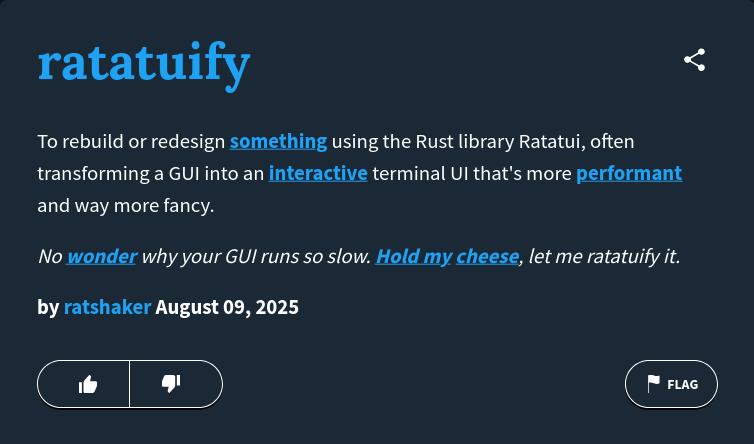 ratatuify
To rebuild or redesign something using the Rust library Ratatui, often
transforming a GUI into an interactive terminal UI that's more performant
and way more fancy.
No wonder why your GUI runs so slow. Hold my cheese, let me ratatuify it.
by ratshaker August 09, 2025
FLAG